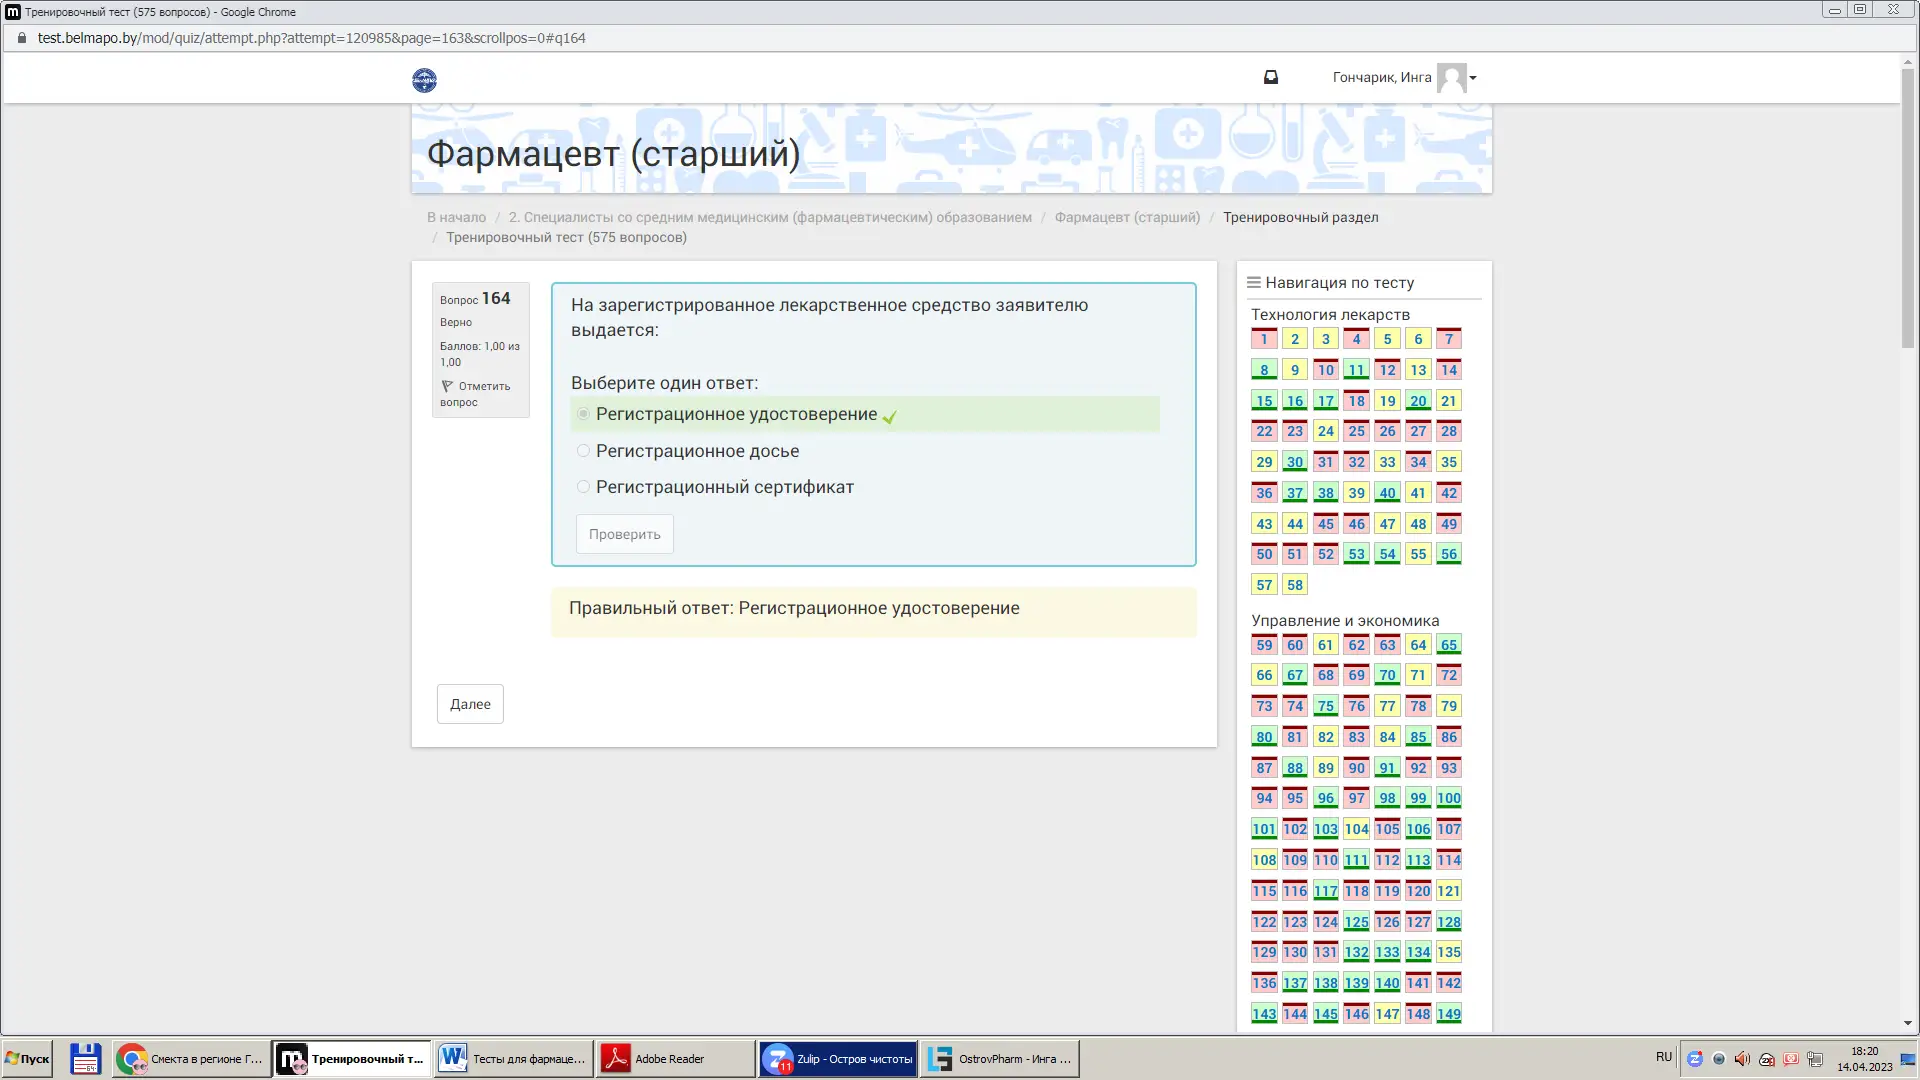 Тренировочный тест (575 вопросов) - Google Chrome
test.belmapo.by/mod/quiz/attempt.php?attempt=120985&page=163&scrollpos=0#q164
Гончарик, Инга
Фармацевт (старший)
В начало / 2. Специалисты со средним медицинским (фармацевтическим) образованием / Фармацевт (старший) / Тренировочный раздел
/ Тренировочный тест (575 вопросов)
Вопрос 164
Верно
Баллов: 1,00 из
1,00
Отметить
вопрос
На зарегистрированное лекарственное средство заявителю
выдается:
Выберите один ответ:
Регистрационное удостоверение
Регистрационное досье
Регистрационный сертификат
Проверить
Правильный ответ: Регистрационное удостоверение
Далее
Навигация по тесту
Технология лекарств
1 2 3 4 5 6 7
8 9 10 11 12 13 14
15 16 17 18 19 20 21
22 23 24 25 26 27 28
29 30 31 32 33 34 35
36 37 38 39 40 41 42
43 44 45 46 47 48 49
50 51 52 53 54 55 56
57 58
Управление и экономика
59 60 61 62 63 64 65
66 67 68 69 70 71 72
73 74 75 76 77 78 79
80 81 82 83 84 85 86
87 88 89 90 91 92 93
94 95 96 97 98 99 100
101 102 103 104 105 106 107
108 109 110 111 112 113 114
115 116 117 118 119 120 121
122 123 124 125 126 127 128
129 130 131 132 133 134 135
136 137 138 139 140 141 142
143 144 145 146 147 148 149
Пуск
Смекта в регионе Г...
Тренировочный т...
Тесты для фармаце...
Adobe Reader
11
Zulip - Остров чистоты
OstrovPharm - Инга ...
RU
18:20
14.04.2023